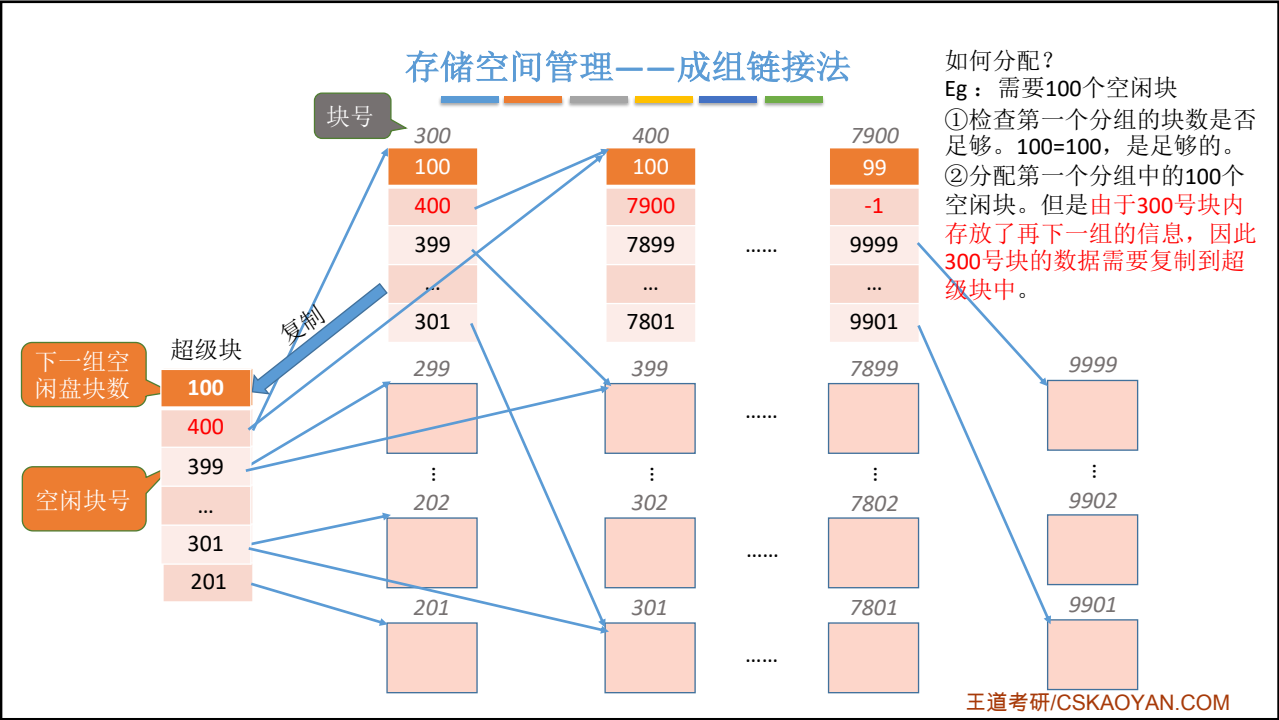 存储空间管理——成组链接法
如何分配？
Eg：需要100个空闲块
①检查第一个分组的块数是否
足够。100=100，是足够的。
②分配第一个分组中的100个
空闲块。但是由于300号块内
存放了再下一组的信息，因此
300号块的数据需要复制到超
级块中。
块号
300
100
400
399
...
301
400
100
7900
7899
...
7801
......
7900
99
-1
9999
...
9901
复制
超级块
下一组空
闲盘块数
空闲块号
100
400
399
...
301
201
299
⋮
202
201
399
⋮
302
301
......
......
......
7899
⋮
7802
7801
9999
⋮
9902
9901
王道考研/CSKAOYAN.COM